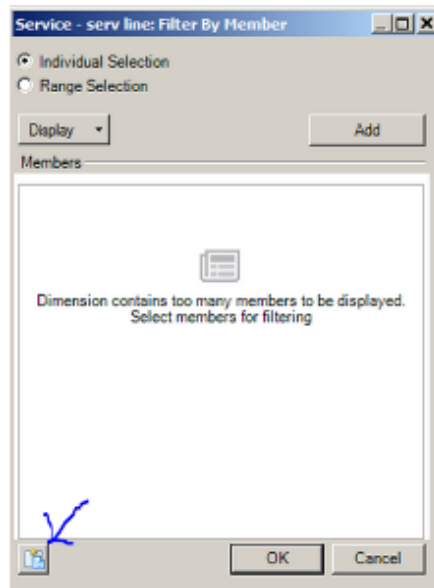 Service - serv line: Filter By Member
Individual Selection
Range Selection
Display
Add
Members
Dimension contains too many members to be displayed.
Select members for filtering
OK
Cancel